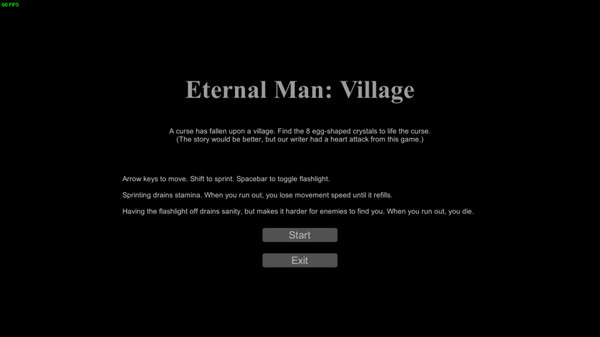 60 FPS
Eternal Man: Village
A curse has fallen upon a village. Find the 8 egg-shaped crystals to life the curse.
(The story would be better, but our writer had a heart attack from this game.)
Arrow keys to move. Shift to sprint. Spacebar to toggle flashlight.
Sprinting drains stamina. When you run out, you lose movement speed until it refills.
Having the flashlight off drains sanity, but makes it harder for enemies to find you. When you run out, you die.
Start
Exit